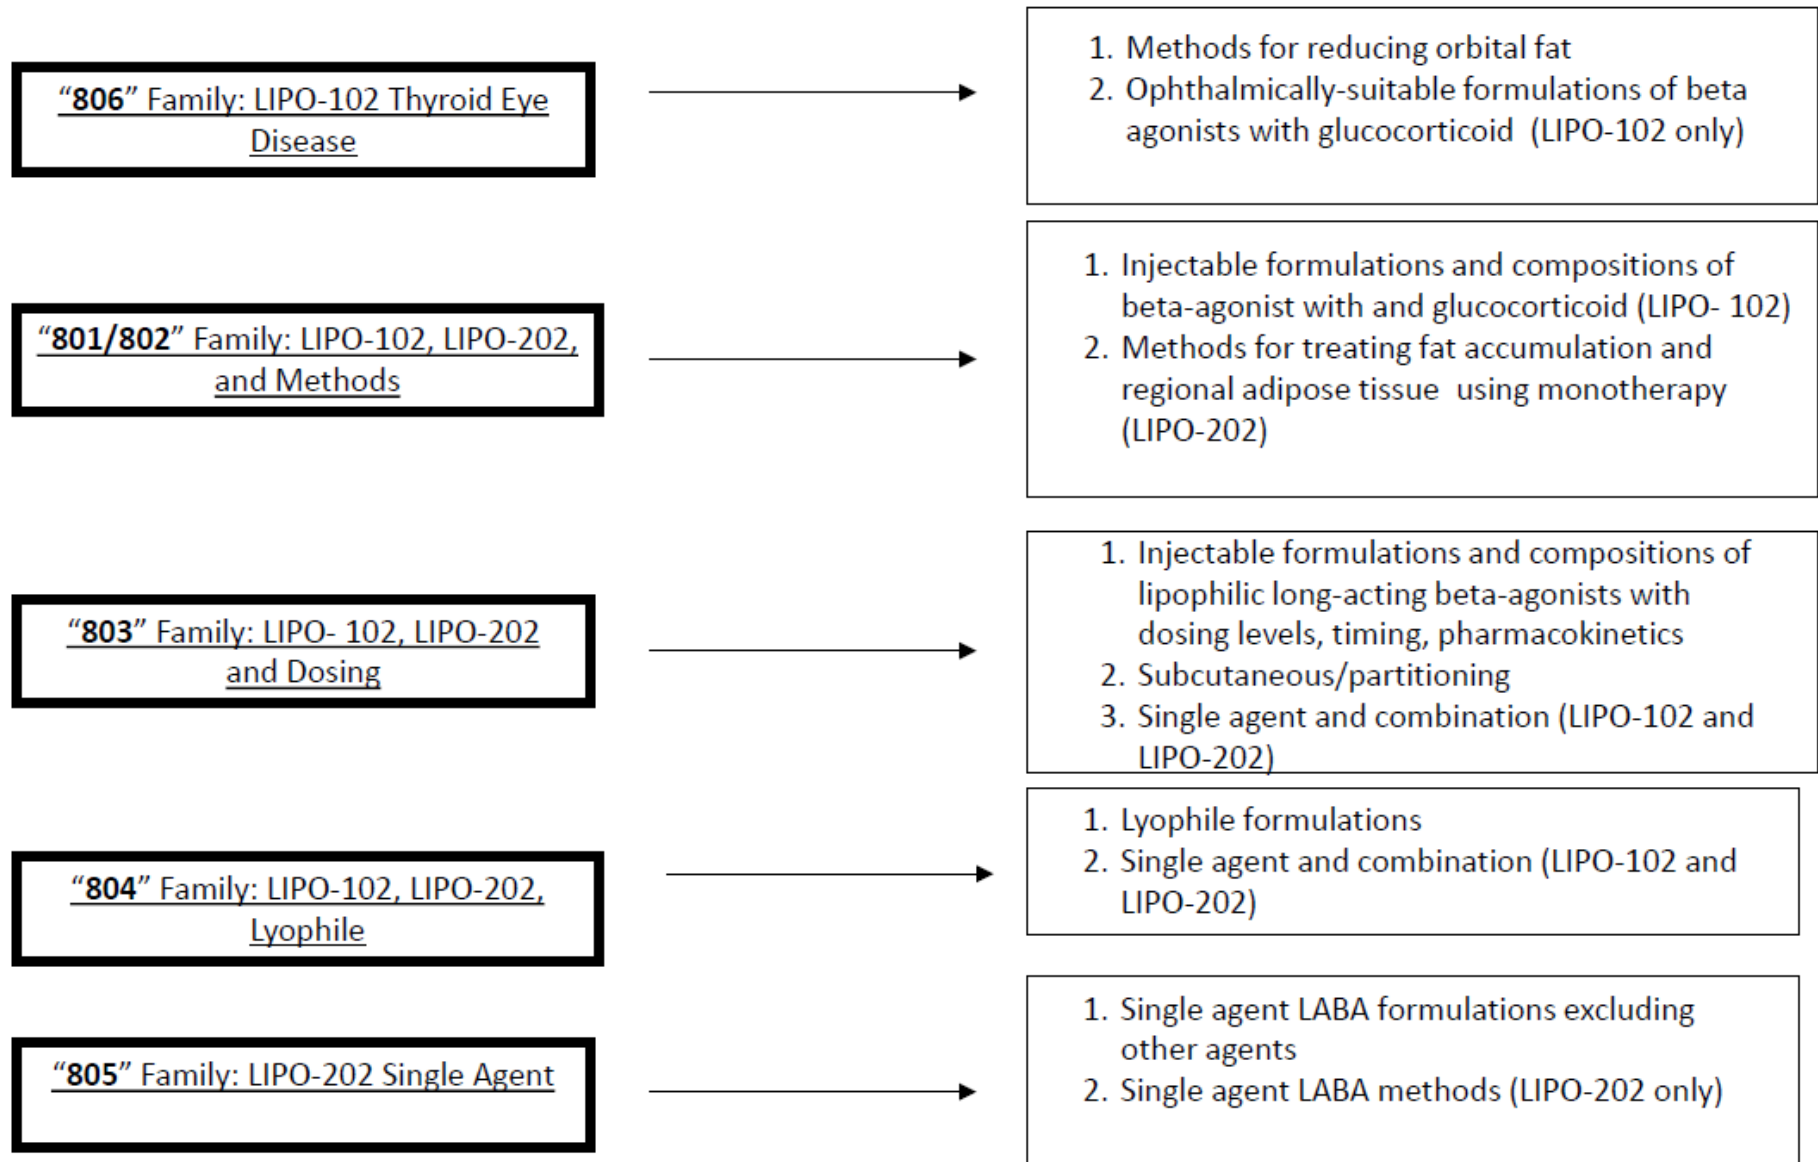 “806” Family: LIPO-102 Thyroid Eye
Disease
1. Methods for reducing orbital fat
2. Ophthalmically-suitable formulations of beta
agonists with glucocorticoid (LIPO-102 only)
“801/802” Family: LIPO-102, LIPO-202,
and Methods
1. Injectable formulations and compositions of
beta-agonist with and glucocorticoid (LIPO- 102)
2. Methods for treating fat accumulation and
regional adipose tissue using monotherapy
(LIPO-202)
“803” Family: LIPO- 102, LIPO-202
and Dosing
1. Injectable formulations and compositions of
lipophilic long-acting beta-agonists with
dosing levels, timing, pharmacokinetics
2. Subcutaneous/partitioning
3. Single agent and combination (LIPO-102 and
LIPO-202)
“804” Family: LIPO-102, LIPO-202,
Lyophile
1. Lyophile formulations
2. Single agent and combination (LIPO-102 and
LIPO-202)
“805” Family: LIPO-202 Single Agent
1. Single agent LABA formulations excluding
other agents
2. Single agent LABA methods (LIPO-202 only)